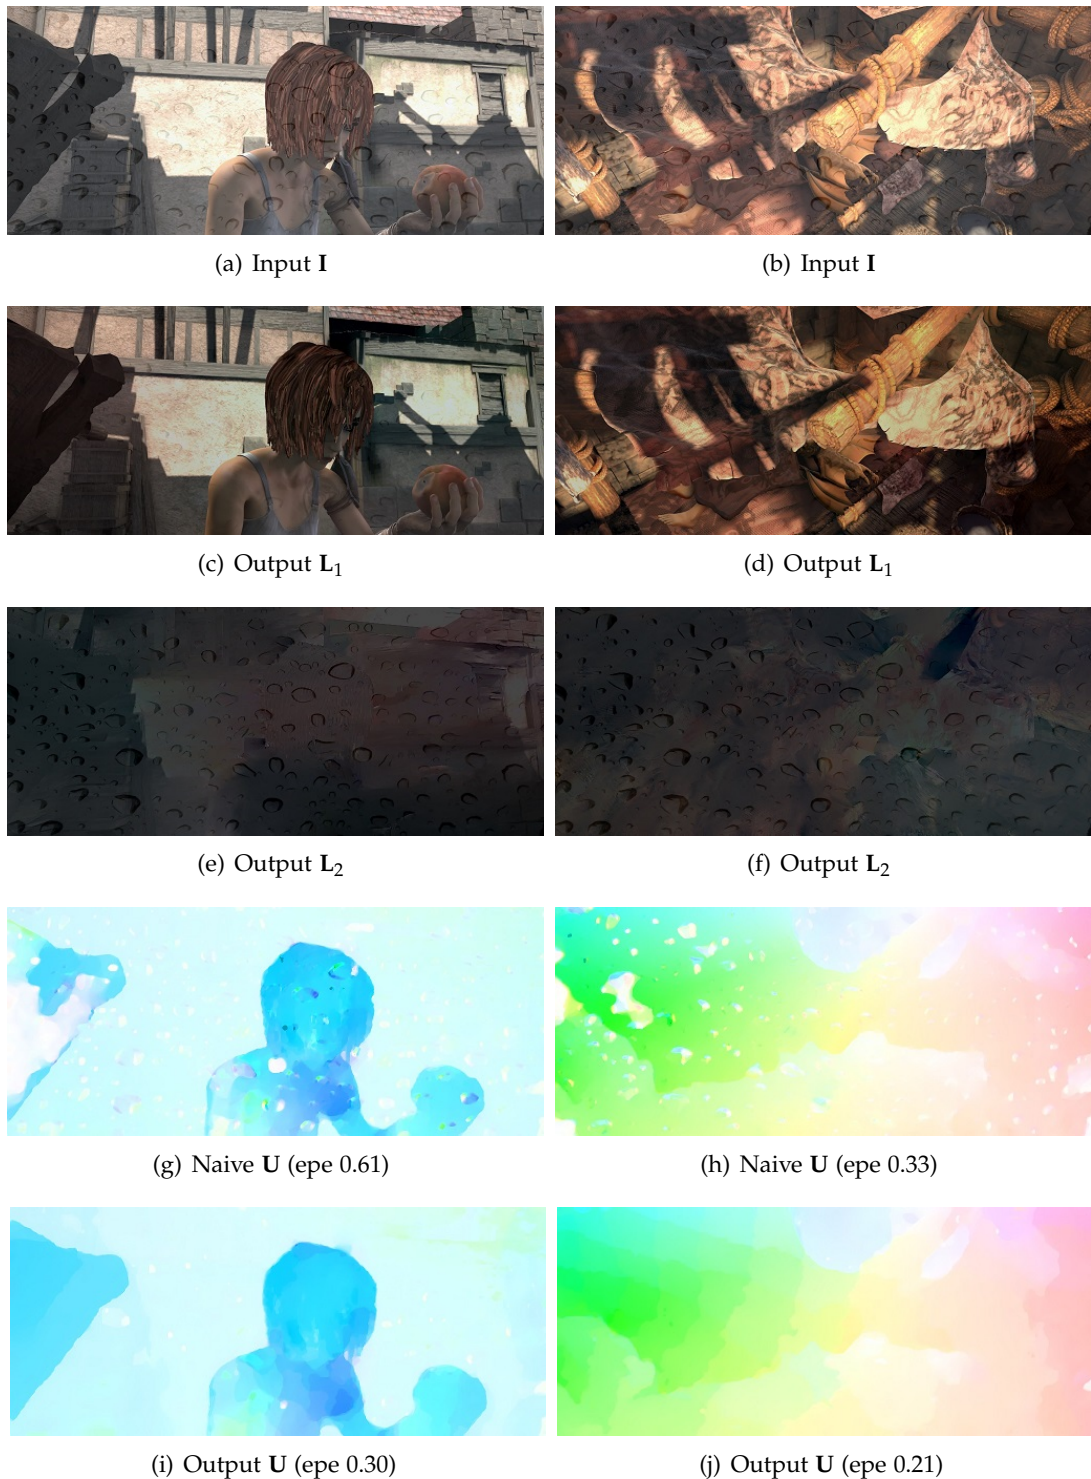 (a) Input I
(b) Input I
(c) Output L1
(d) Output L1
(e) Output L2
(f) Output L2
(g) Naive U (epe 0.61)
(h) Naive U (epe 0.33)
(i) Output U (epe 0.30)
(j) Output U (epe 0.21)